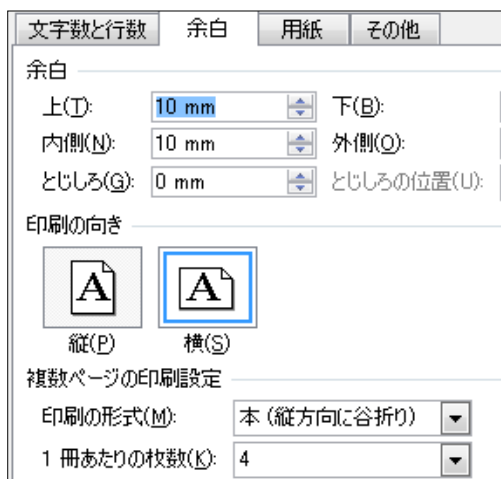 文字数と行数 余白 用紙 その他
余白
上(T): 10 mm 下(B):
内側(N): 10 mm 外側(O):
とじしろ(G): 0 mm とじしろの位置(U):
印刷の向き
A A
縦(P) 横(S)
複数ページの印刷設定
印刷の形式(M): 本 (縦方向に谷折り)
1 冊あたりの枚数(K): 4